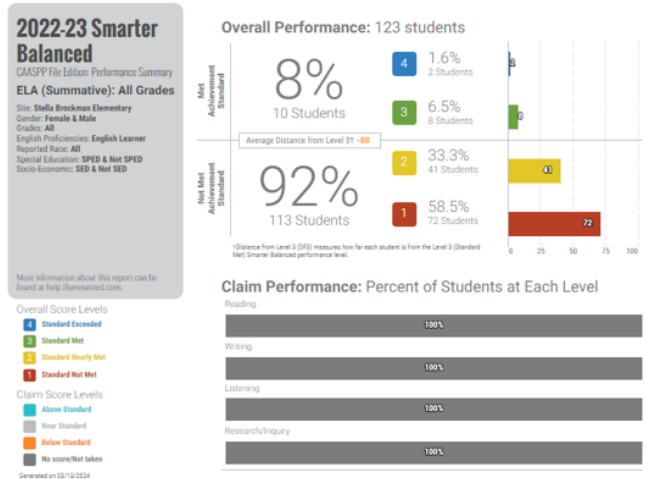 2022-23 Smarter
Balanced
CAASPP File Edition: Performance Summary
ELA (Summative): All Grades
Site: Stella Brockman Elementary
Gender: Female & Male
Grades: All
English Proficiencies: English Learner
Reported Race: All
Special Education: SPED & Not SPED
Socio-Economic: SED & Not SED
More information about this report can be
found at help.illuminateed.com.
Overall Score Levels
4 Standard Exceeded
3 Standard Met
2 Standard Nearly Met
1 Standard Not Met
Claim Score Levels
Above Standard
Near Standard
Below Standard
No score/Not taken
Generated on 03/13/2024
Overall Performance: 123 students
Met
Achievement
Standard
8%
10 Students
4
1.6%
2 Students
3
6.5%
8 Students
Average Distance from Level 3† -88
Not Met
Achievement
Standard
92%
113 Students
2
33.3%
41 Students
41
1
58.5%
72 Students
72
†Distance from Level 3 (DF3) measures how far each student is from the Level 3 (Standard
Met) Smarter Balanced performance level.
0 25 50 75 100
Claim Performance: Percent of Students at Each Level
Reading
100%
Writing
100%
Listening
100%
Research/Inquiry
100%